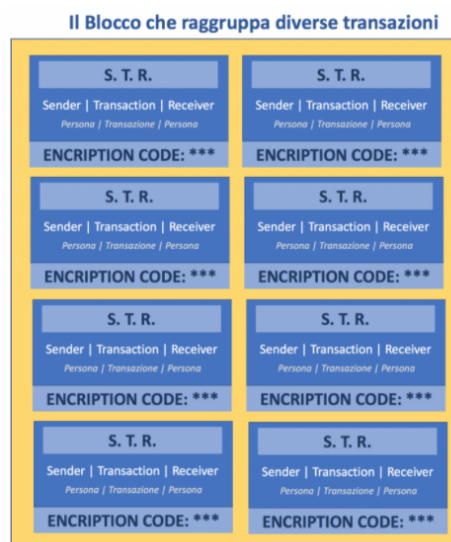 Il Blocco che raggruppa diverse transazioni
S. T. R.
Sender | Transaction | Receiver
Persona | Transazione | Persona
ENCRIPTION CODE: ***
S. T. R.
Sender | Transaction | Receiver
Persona | Transazione | Persona
ENCRIPTION CODE: ***
S. T. R.
Sender | Transaction | Receiver
Persona | Transazione | Persona
ENCRIPTION CODE: ***
S. T. R.
Sender | Transaction | Receiver
Persona | Transazione | Persona
ENCRIPTION CODE: ***
S. T. R.
Sender | Transaction | Receiver
Persona | Transazione | Persona
ENCRIPTION CODE: ***
S. T. R.
Sender | Transaction | Receiver
Persona | Transazione | Persona
ENCRIPTION CODE: ***
S. T. R.
Sender | Transaction | Receiver
Persona | Transazione | Persona
ENCRIPTION CODE: ***
S. T. R.
Sender | Transaction | Receiver
Persona | Transazione | Persona
ENCRIPTION CODE: ***